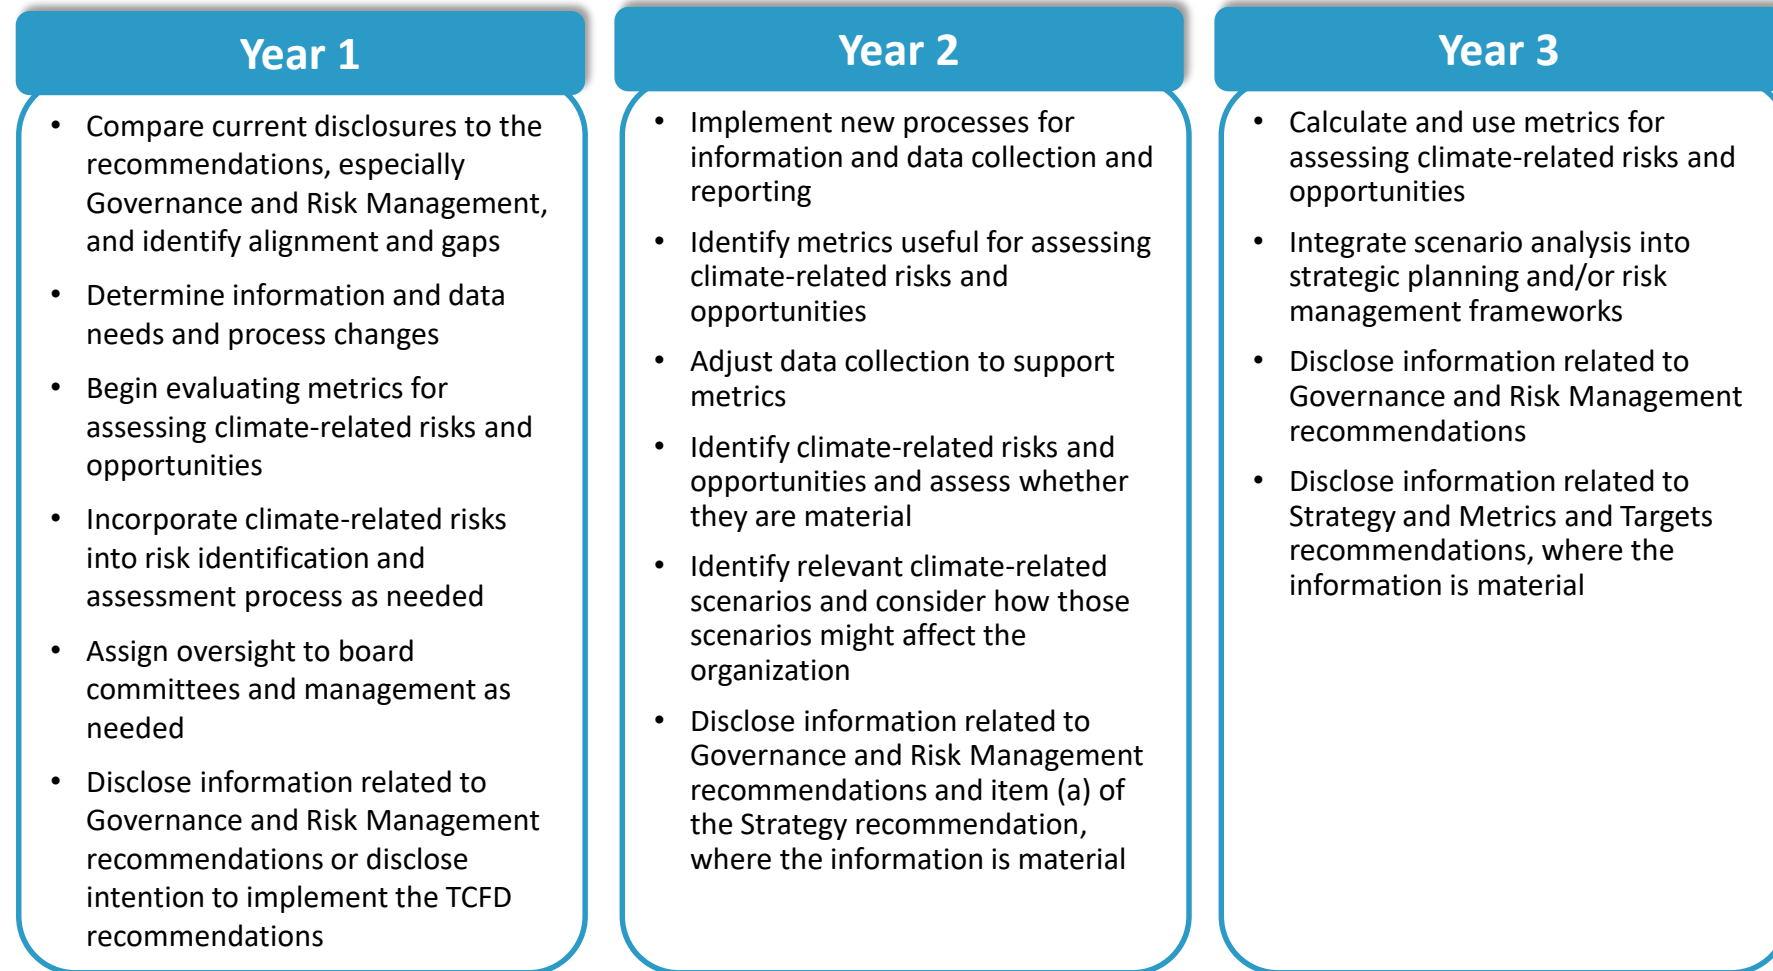 Year 1
• Compare current disclosures to the
recommendations, especially
Governance and Risk Management,
and identify alignment and gaps
• Determine information and data
needs and process changes
• Begin evaluating metrics for
assessing climate-related risks and
opportunities
• Incorporate climate-related risks
into risk identification and
assessment process as needed
• Assign oversight to board
committees and management as
needed
• Disclose information related to
Governance and Risk Management
recommendations or disclose
intention to implement the TCFD
recommendations
Year 2
• Implement new processes for
information and data collection and
reporting
• Identify metrics useful for assessing
climate-related risks and
opportunities
• Adjust data collection to support
metrics
• Identify climate-related risks and
opportunities and assess whether
they are material
• Identify relevant climate-related
scenarios and consider how those
scenarios might affect the
organization
• Disclose information related to
Governance and Risk Management
recommendations and item (a) of
the Strategy recommendation,
where the information is material
Year 3
• Calculate and use metrics for
assessing climate-related risks and
opportunities
• Integrate scenario analysis into
strategic planning and/or risk
management frameworks
• Disclose information related to
Governance and Risk Management
recommendations
• Disclose information related to
Strategy and Metrics and Targets
recommendations, where the
information is material